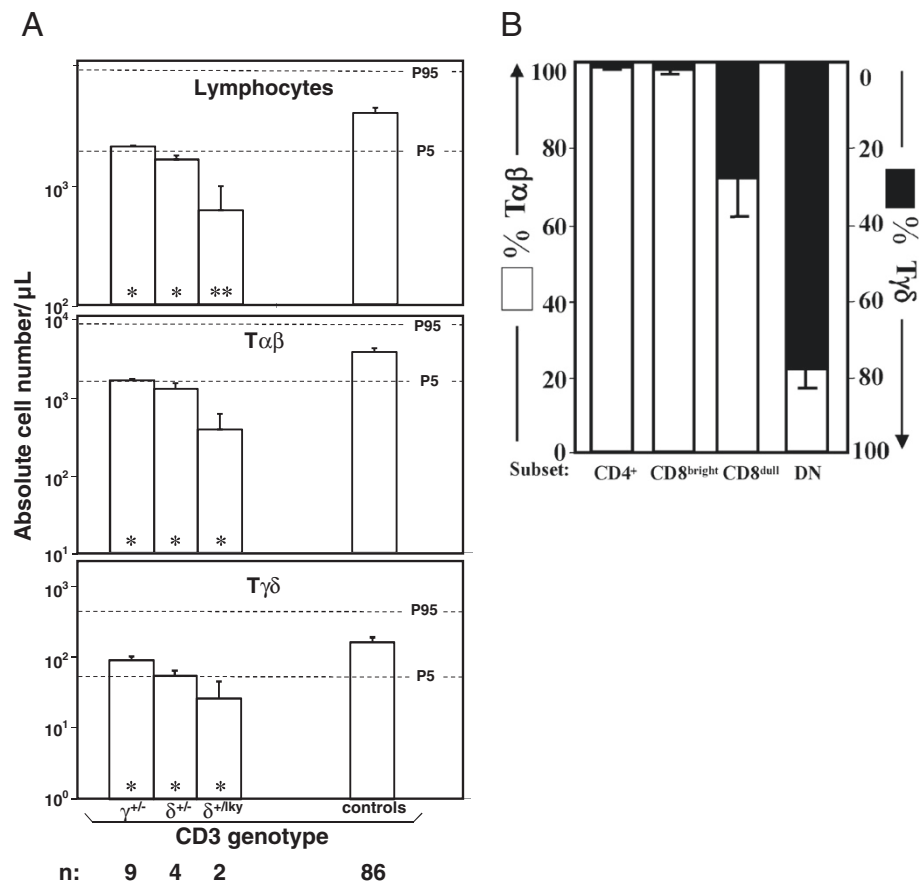 A
Absolute cell number/μL
Lymphocytes
P95
P5
10³
10²
* * **
Tαβ
10⁴
P95
P5
10³
10²
10¹
* * *
Tγδ
10³
P95
10²
P5
10¹
10⁰
* * *
γ⁺/⁻ δ⁺/⁻ δ⁺/lky controls
CD3 genotype
n: 9 4 2 86
B
% Tαβ
100
80
60
40
20
0
0
20
40
60
80
100
% Tγδ
Subset: CD4⁺ CD8bright CD8dull DN